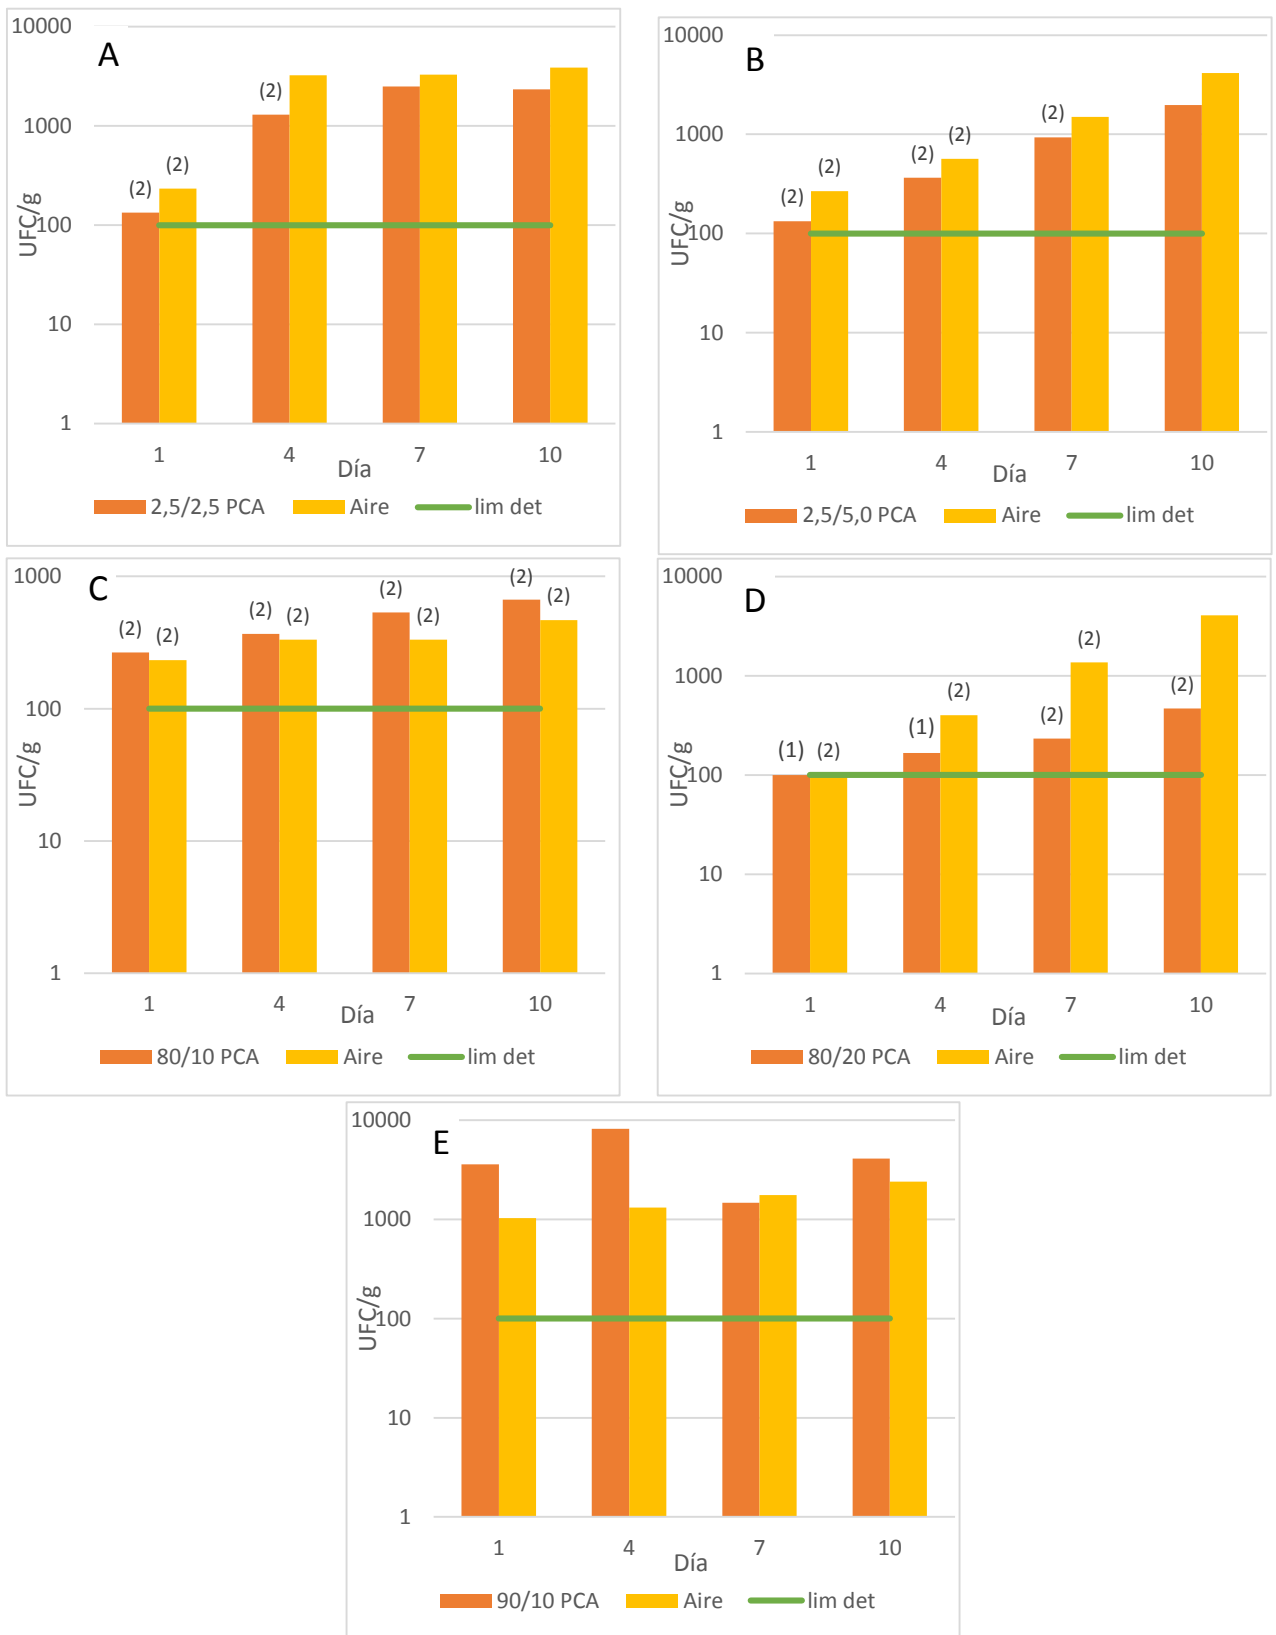 A
10000
1000
100
10
1
UFC/g
(2) (2) (2)
1 4 7 10
Día
2,5/2,5 PCA Aire lim det
B
10000
1000
100
10
1
UFC/g
(2) (2) (2) (2) (2)
1 4 7 10
Día
2,5/5,0 PCA Aire lim det
C
1000
100
10
1
UFC/g
(2) (2) (2) (2) (2) (2) (2) (2)
1 4 7 10
Día
80/10 PCA Aire lim det
D
10000
1000
100
10
1
UFC/g
(1) (2) (1) (2) (2) (2) (2)
1 4 7 10
Día
80/20 PCA Aire lim det
E
10000
1000
100
10
1
UFC/g
1 4 7 10
Día
90/10 PCA Aire lim det